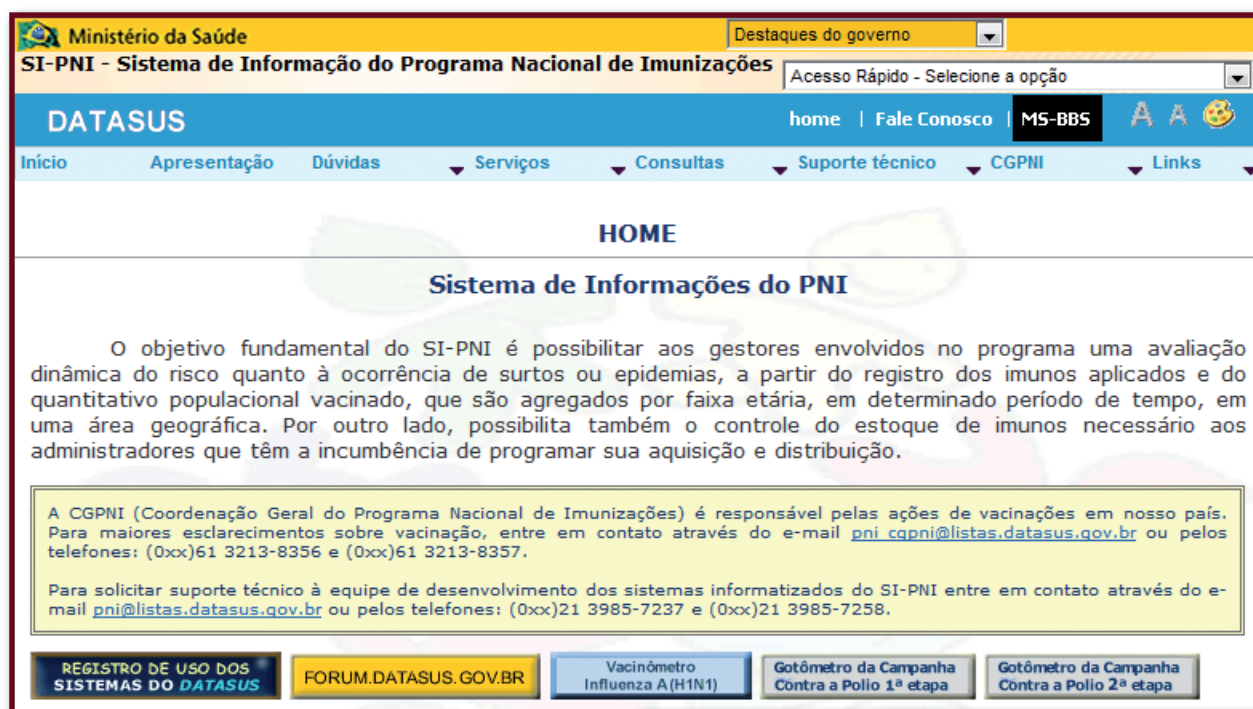 Ministério da Saúde
Destaques do governo
SI-PNI - Sistema de Informação do Programa Nacional de Imunizações
Acesso Rápido - Selecione a opção
DATASUS
home | Fale Conosco | MS-BBS A A
Início Apresentação Dúvidas Serviços Consultas Suporte técnico CGPNI Links
HOME
Sistema de Informações do PNI
O objetivo fundamental do SI-PNI é possibilitar aos gestores envolvidos no programa uma avaliação
dinâmica do risco quanto à ocorrência de surtos ou epidemias, a partir do registro dos imunos aplicados e do
quantitativo populacional vacinado, que são agregados por faixa etária, em determinado período de tempo, em
uma área geográfica. Por outro lado, possibilita também o controle do estoque de imunos necessário aos
administradores que têm a incumbência de programar sua aquisição e distribuição.
A CGPNI (Coordenação Geral do Programa Nacional de Imunizações) é responsável pelas ações de vacinações em nosso país.
Para maiores esclarecimentos sobre vacinação, entre em contato através do e-mail pni_cgpni@listas.datasus.gov.br ou pelos
telefones: (0xx)61 3213-8356 e (0xx)61 3213-8357.
Para solicitar suporte técnico à equipe de desenvolvimento dos sistemas informatizados do SI-PNI entre em contato através do e-
mail pni@listas.datasus.gov.br ou pelos telefones: (0xx)21 3985-7237 e (0xx)21 3985-7258.
REGISTRO DE USO DOS
SISTEMAS DO DATASUS
FORUM.DATASUS.GOV.BR
Vacinômetro
Influenza A(H1N1)
Gotômetro da Campanha
Contra a Polio 1ª etapa
Gotômetro da Campanha
Contra a Polio 2ª etapa